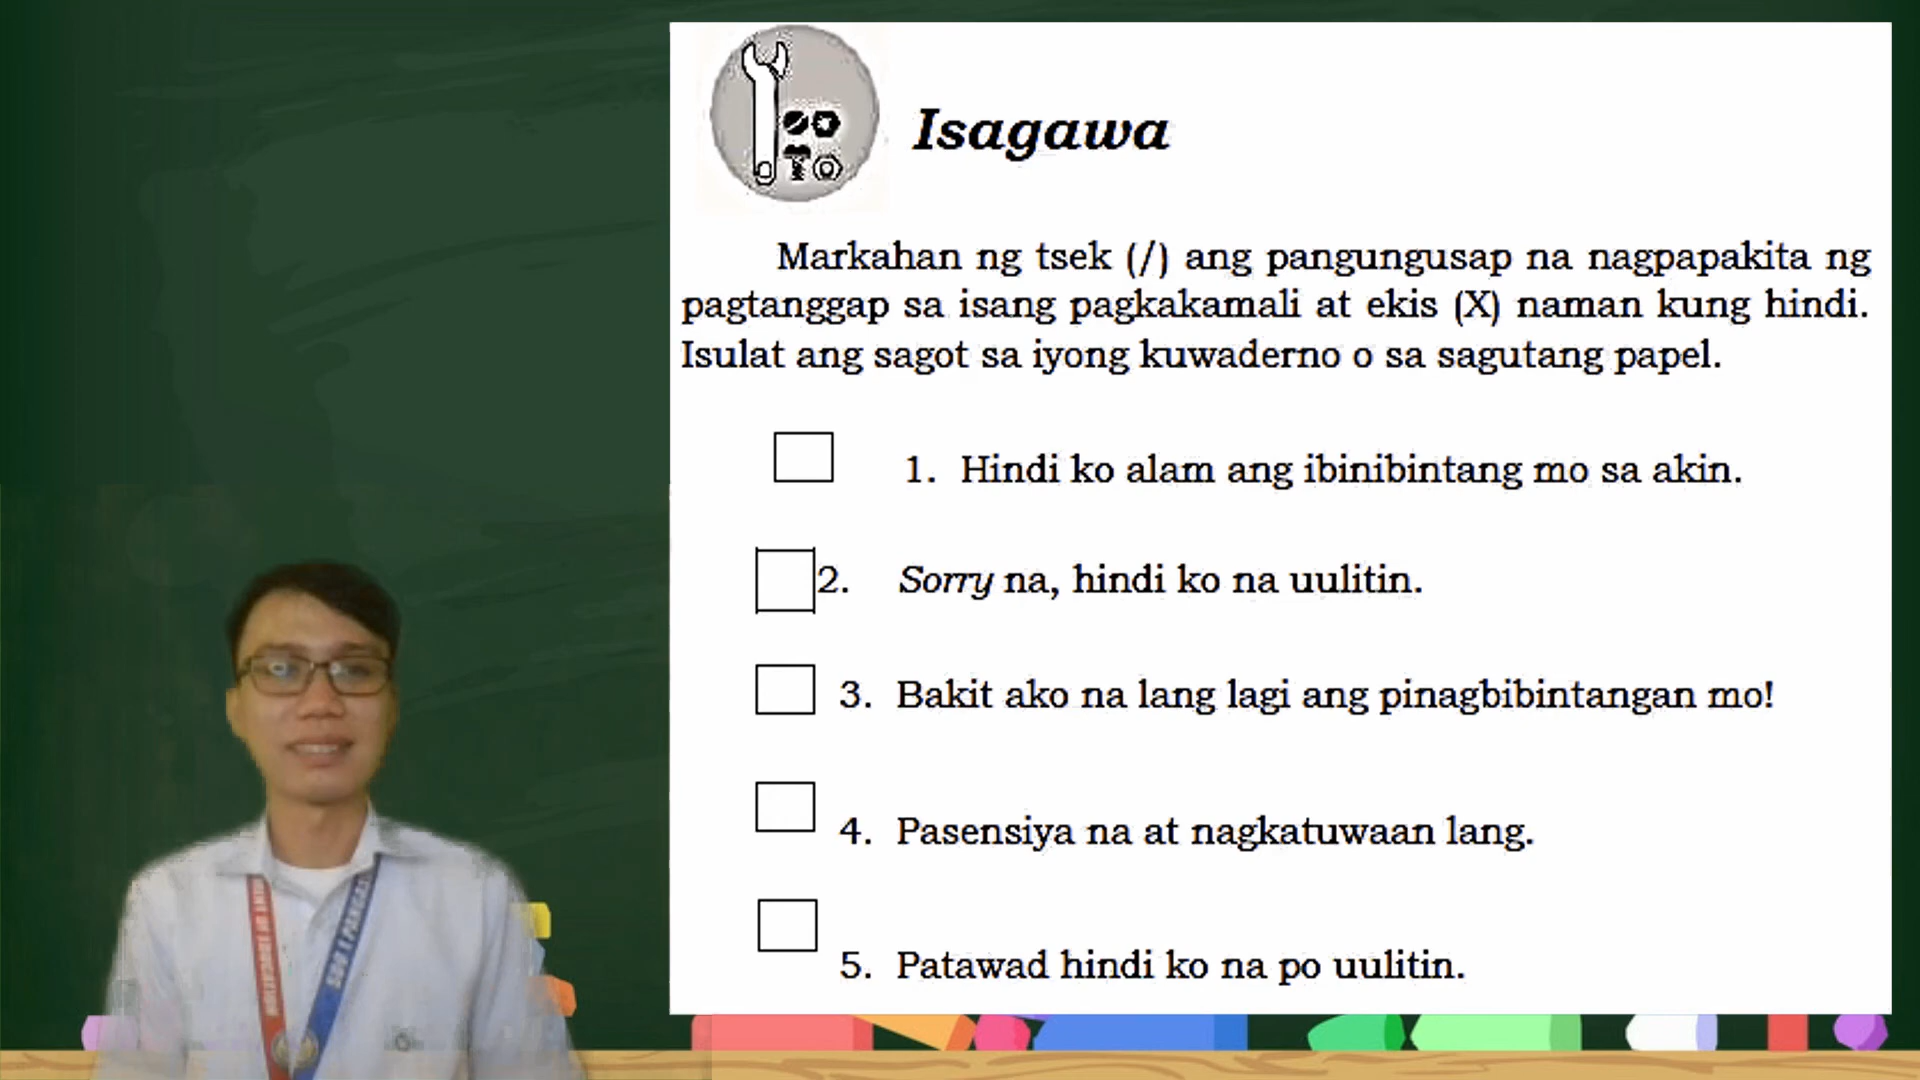 Isagawa
Markahan ng tsek (/) ang pangungusap na nagpapakita ng
pagtanggap sa isang pagkakamali at ekis (X) naman kung hindi.
Isulat ang sagot sa iyong kuwaderno o sa sagutang papel.
1. Hindi ko alam ang ibinibintang mo sa akin.
2. Sorry na, hindi ko na uulitin.
3. Bakit ako na lang lagi ang pinagbibintangan mo!
4. Pasensiya na at nagkatuwaan lang.
5. Patawad hindi ko na po uulitin.